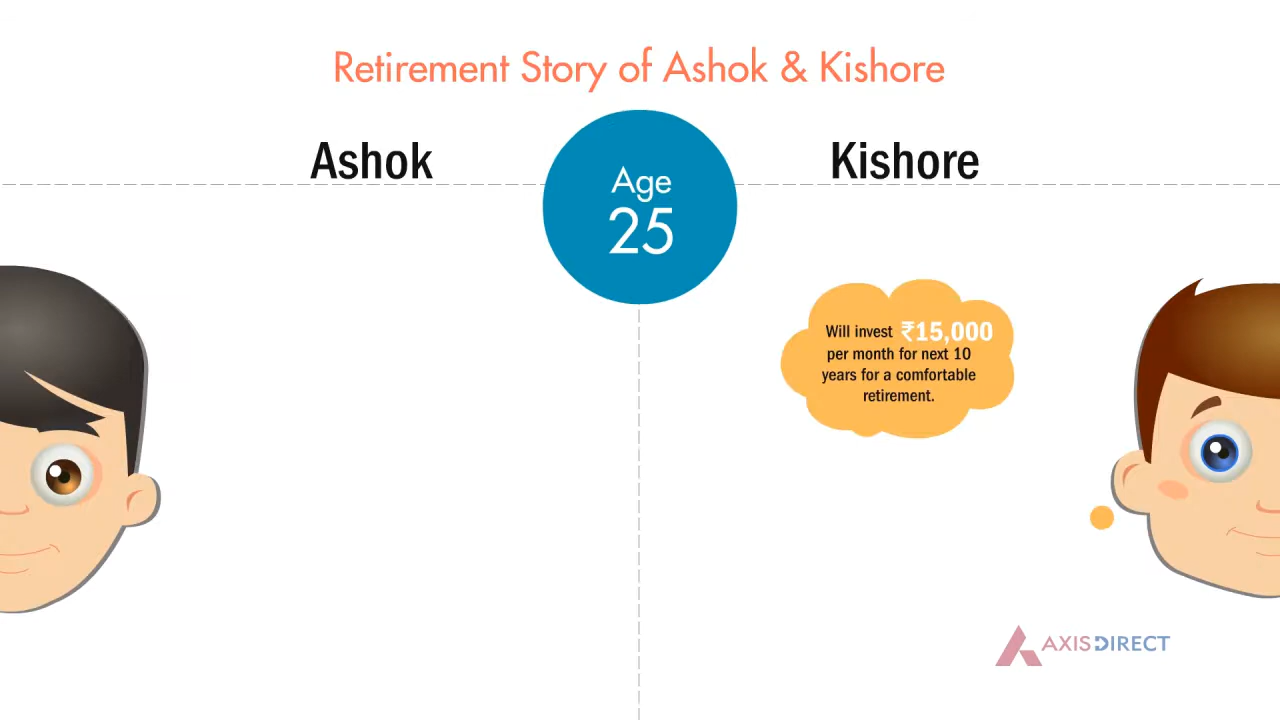 Retirement Story of Ashok & Kishore
Ashok
Age
25
Kishore
Will invest ₹15,000
per month for next 10
years for a comfortable
retirement.
AXIS DIRECT